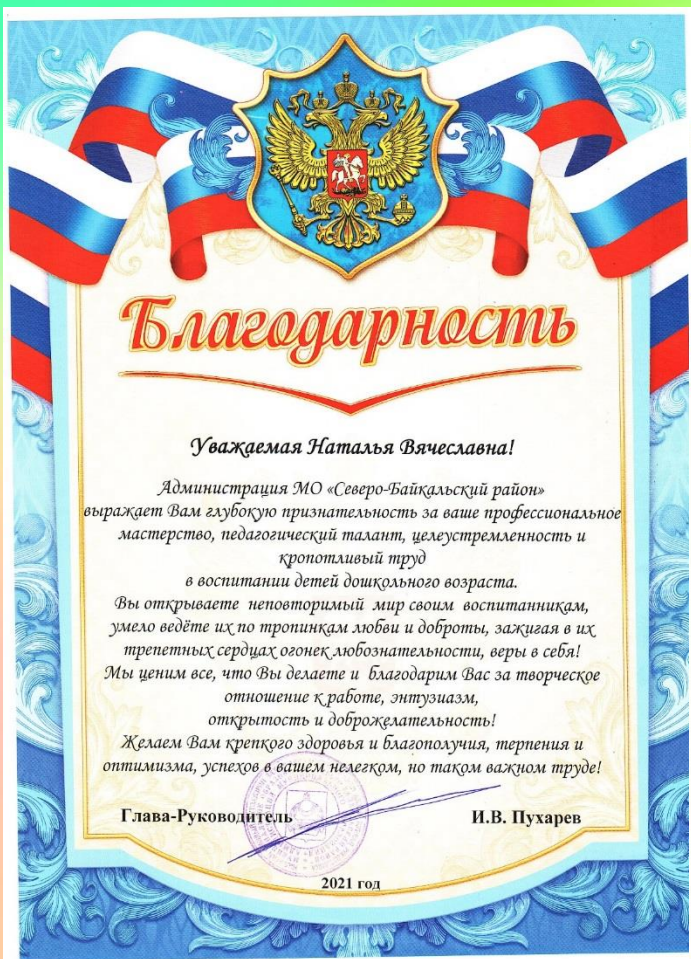 Благодарность
Уважаемая Наталья Вячеславна!
Администрация МО «Северо-Байкальский район»
выражает Вам глубокую признательность за ваше профессиональное
мастерство, педагогический талант, целеустремленность и
кропотливый труд
в воспитании детей дошкольного возраста.
Вы открываете неповторимый мир своим воспитанникам,
умело ведёте их по тропинкам любви и доброты, зажигая в их
трепетных сердцах огонек любознательности, веры в себя!
Мы ценим все, что Вы делаете и благодарим Вас за творческое
отношение к работе, энтузиазм,
открытость и доброжелательность!
Желаем Вам крепкого здоровья и благополучия, терпения и
оптимизма, успехов в вашем нелегком, но таком важном труде!
Глава-Руководитель И.В. Пухарев
2021 год